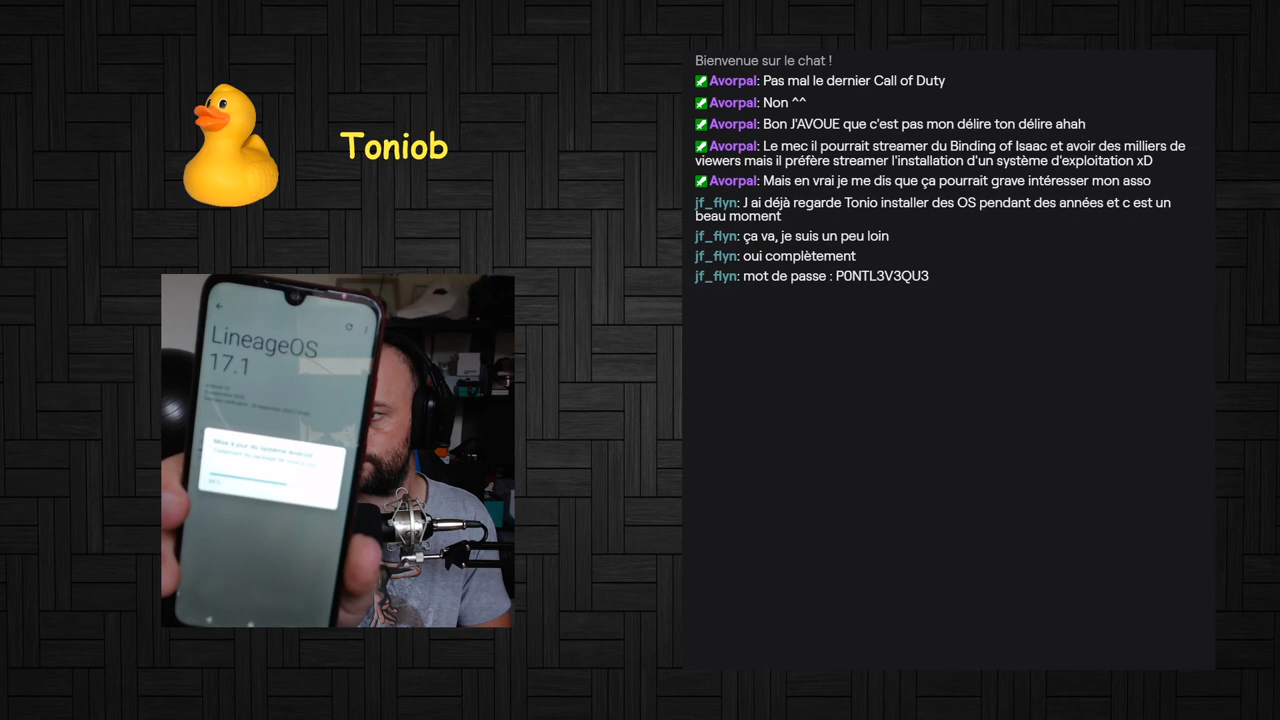 Toniob
LineageOS
17.1
Mise à jour du système Android
Bienvenue sur le chat !
Avorpal: Pas mal le dernier Call of Duty
Avorpal: Non ^^
Avorpal: Bon J'AVOUE que c'est pas mon délire ton délire ahah
Avorpal: Le mec il pourrait streamer du Binding of Isaac et avoir des milliers de
viewers mais il préfère streamer l'installation d'un système d'exploitation xD
Avorpal: Mais en vrai je me dis que ça pourrait grave intéresser mon asso
jf_flyn: J ai déjà regarde Tonio installer des OS pendant des années et c est un
beau moment
jf_flyn: ça va, je suis un peu loin
jf_flyn: oui complètement
jf_flyn: mot de passe : P0NTL3V3QU3